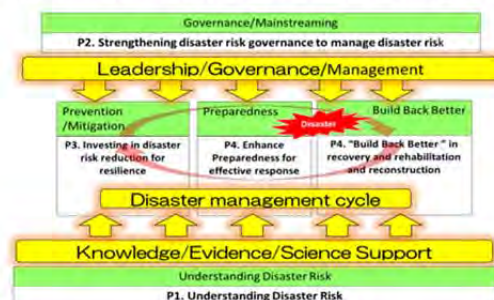 Governance/Mainstreaming
P2. Strengthening disaster risk governance to manage disaster risk
Leadership/Governance/Management
Prevention
/Mitigation
P3. Investing in disaster
risk reduction for
resilience
Preparedness
P4. Enhance
Preparedness for
effective response
Disaster
Build Back Better
P4. "Build Back Better " in
recovery and rehabilitation
and reconstruction
Disaster management cycle
Knowledge/Evidence/Science Support
Understanding Disaster Risk
P1. Understanding Disaster Risk